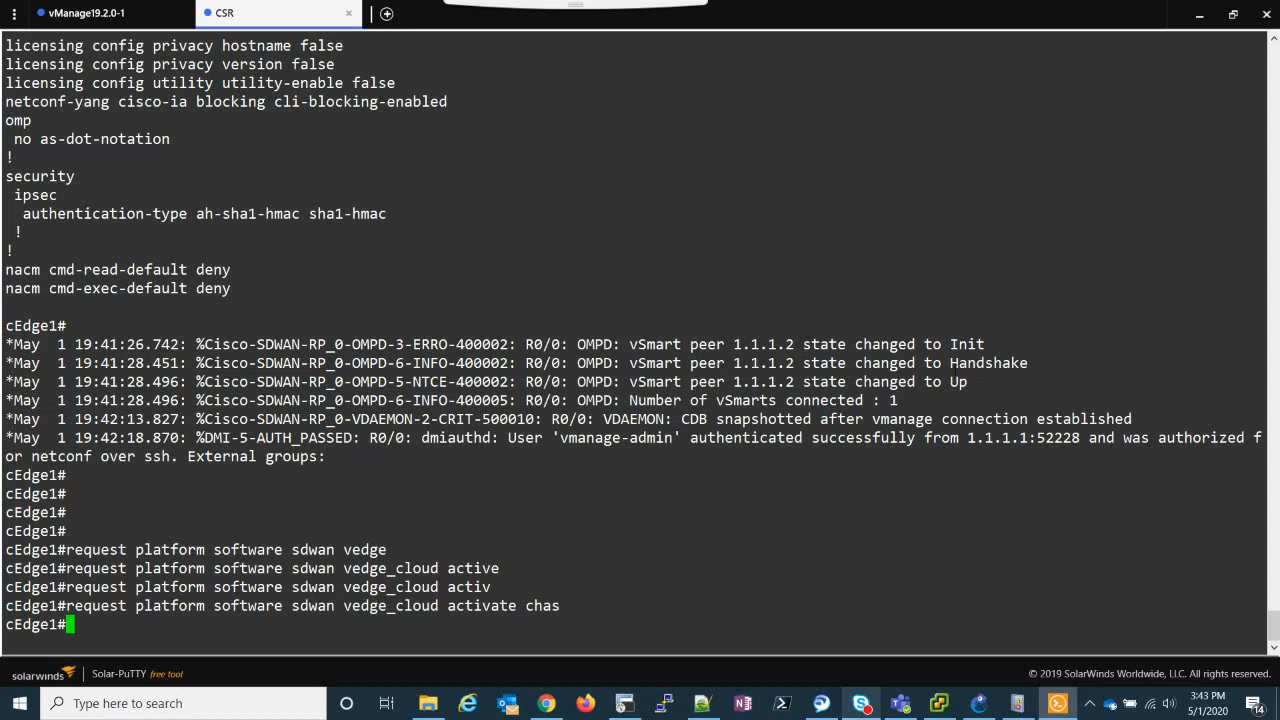 vManage19.2.0-1
CSR
licensing config privacy hostname false
licensing config privacy version false
licensing config utility utility-enable false
netconf-yang cisco-ia blocking cli-blocking-enabled
omp
no as-dot-notation
!
security
ipsec
authentication-type ah-sha1-hmac sha1-hmac
!
!
nacm cmd-read-default deny
nacm cmd-exec-default deny
cEdge1#
*May  1 19:41:26.742: %Cisco-SDWAN-RP_0-OMPD-3-ERRO-400002: R0/0: OMPD: vSmart peer 1.1.1.2 state changed to Init
*May  1 19:41:28.451: %Cisco-SDWAN-RP_0-OMPD-6-INFO-400002: R0/0: OMPD: vSmart peer 1.1.1.2 state changed to Handshake
*May  1 19:41:28.496: %Cisco-SDWAN-RP_0-OMPD-5-NTCE-400002: R0/0: OMPD: vSmart peer 1.1.1.2 state changed to Up
*May  1 19:41:28.496: %Cisco-SDWAN-RP_0-OMPD-6-INFO-400005: R0/0: OMPD: Number of vSmarts connected : 1
*May  1 19:42:13.827: %Cisco-SDWAN-RP_0-VDAEMON-2-CRIT-500010: R0/0: VDAEMON: CDB snapshotted after vmanage connection established
*May  1 19:42:18.870: %DMI-5-AUTH_PASSED: R0/0: dmiauthd: User 'vmanage-admin' authenticated successfully from 1.1.1.1:52228 and was authorized f
or netconf over ssh. External groups:
cEdge1#
cEdge1#
cEdge1#
cEdge1#
cEdge1#request platform software sdwan vedge
cEdge1#request platform software sdwan vedge_cloud active
cEdge1#request platform software sdwan vedge_cloud activ
cEdge1#request platform software sdwan vedge_cloud activate chas
cEdge1#
solarwinds Solar-PuTTY free tool
© 2019 SolarWinds Worldwide, LLC. All rights reserved.
Type here to search
3:43 PM
5/1/2020
14